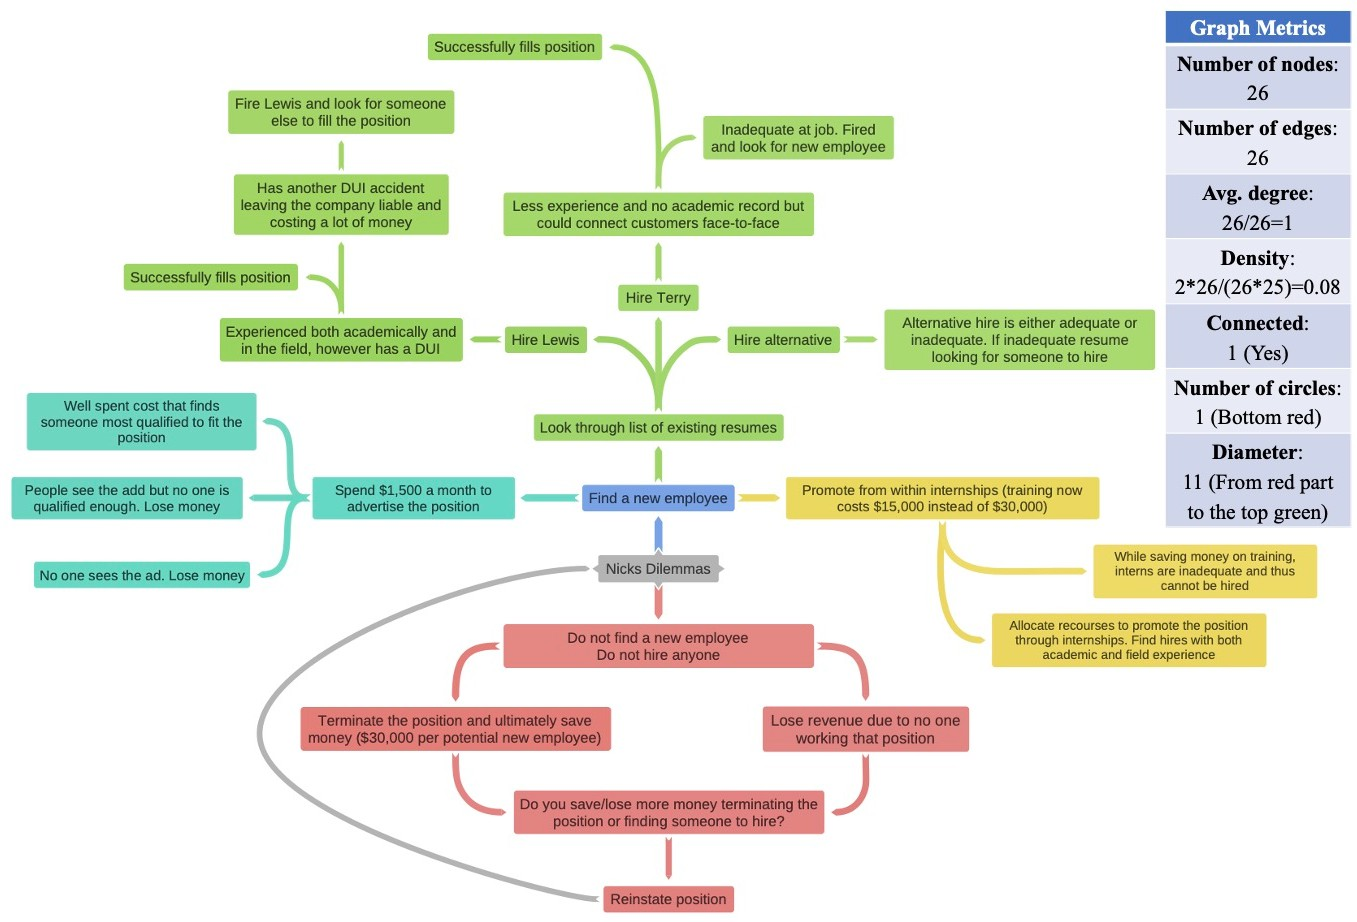 Successfully fills position
Fire Lewis and look for someone
else to fill the position
Inadequate at job. Fired
and look for new employee
Has another DUI accident
leaving the company liable and
costing a lot of money
Less experience and no academic record but
could connect customers face-to-face
Successfully fills position
Hire Terry
Experienced both academically and
in the field, however has a DUI
Hire Lewis
Hire alternative
Alternative hire is either adequate or
inadequate. If inadequate resume
looking for someone to hire
Look through list of existing resumes
Well spent cost that finds
someone most qualified to fit the
position
People see the add but no one is
qualified enough. Lose money
No one sees the ad. Lose money
Spend $1,500 a month to
advertise the position
Find a new employee
Promote from within internships (training now
costs $15,000 instead of $30,000)
While saving money on training,
interns are inadequate and thus
cannot be hired
Allocate recourses to promote the position
through internships. Find hires with both
academic and field experience
Nicks Dilemmas
Do not find a new employee
Do not hire anyone
Terminate the position and ultimately save
money ($30,000 per potential new employee)
Lose revenue due to no one
working that position
Do you save/lose more money terminating the
position or finding someone to hire?
Reinstate position
Graph Metrics
Number of nodes:
26
Number of edges:
26
Avg. degree:
26/26=1
Density:
2*26/(26*25)=0.08
Connected:
1 (Yes)
Number of circles:
1 (Bottom red)
Diameter:
11 (From red part
to the top green)